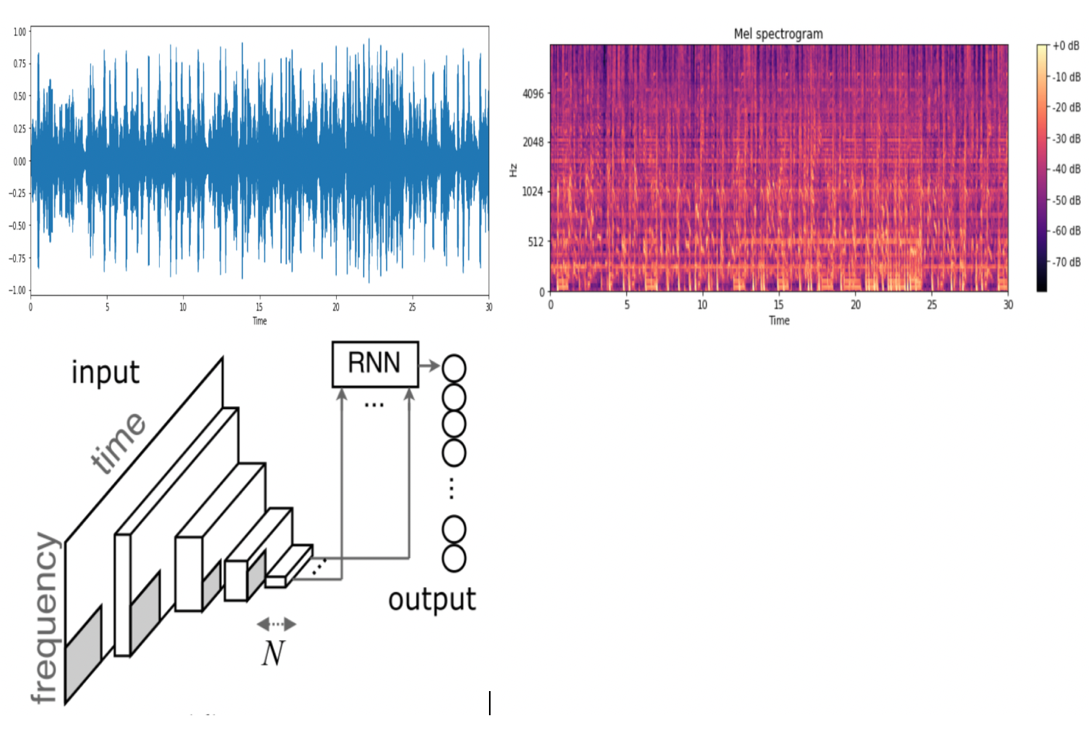 1.00
0.75
0.50
0.25
0.00
−0.25
−0.50
−0.75
−1.00
0 5 10 15 20 25 30
Time
Mel spectrogram
4096
2048
1024
512
0
Hz
0 5 10 15 20 25 30
Time
+0 dB
-10 dB
-20 dB
-30 dB
-40 dB
-50 dB
-60 dB
-70 dB
input
time
frequency
RNN
...
N
output